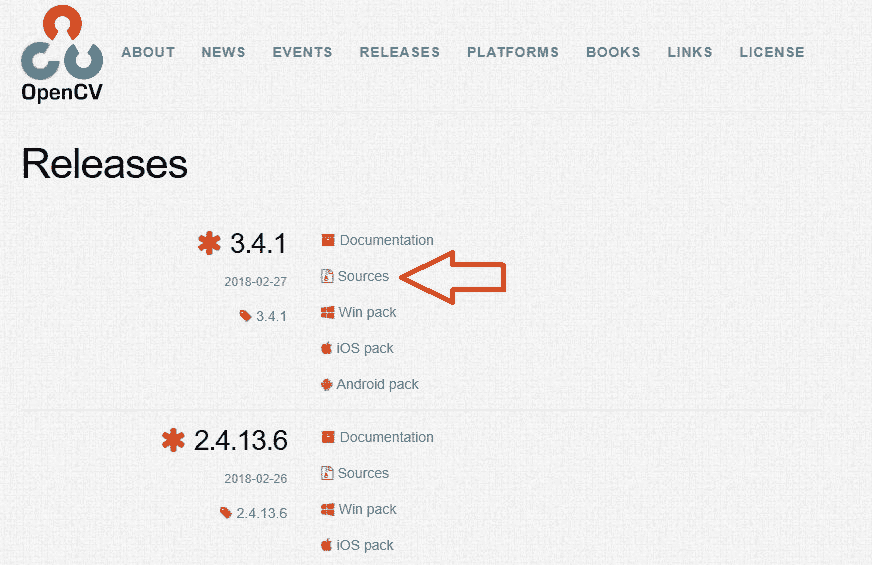 ABOUT NEWS EVENTS RELEASES PLATFORMS BOOKS LINKS LICENSE
OpenCV
Releases
3.4.1
2018-02-27
3.4.1
Documentation
Sources
Win pack
iOS pack
Android pack
2.4.13.6
2018-02-26
2.4.13.6
Documentation
Sources
Win pack
iOS pack